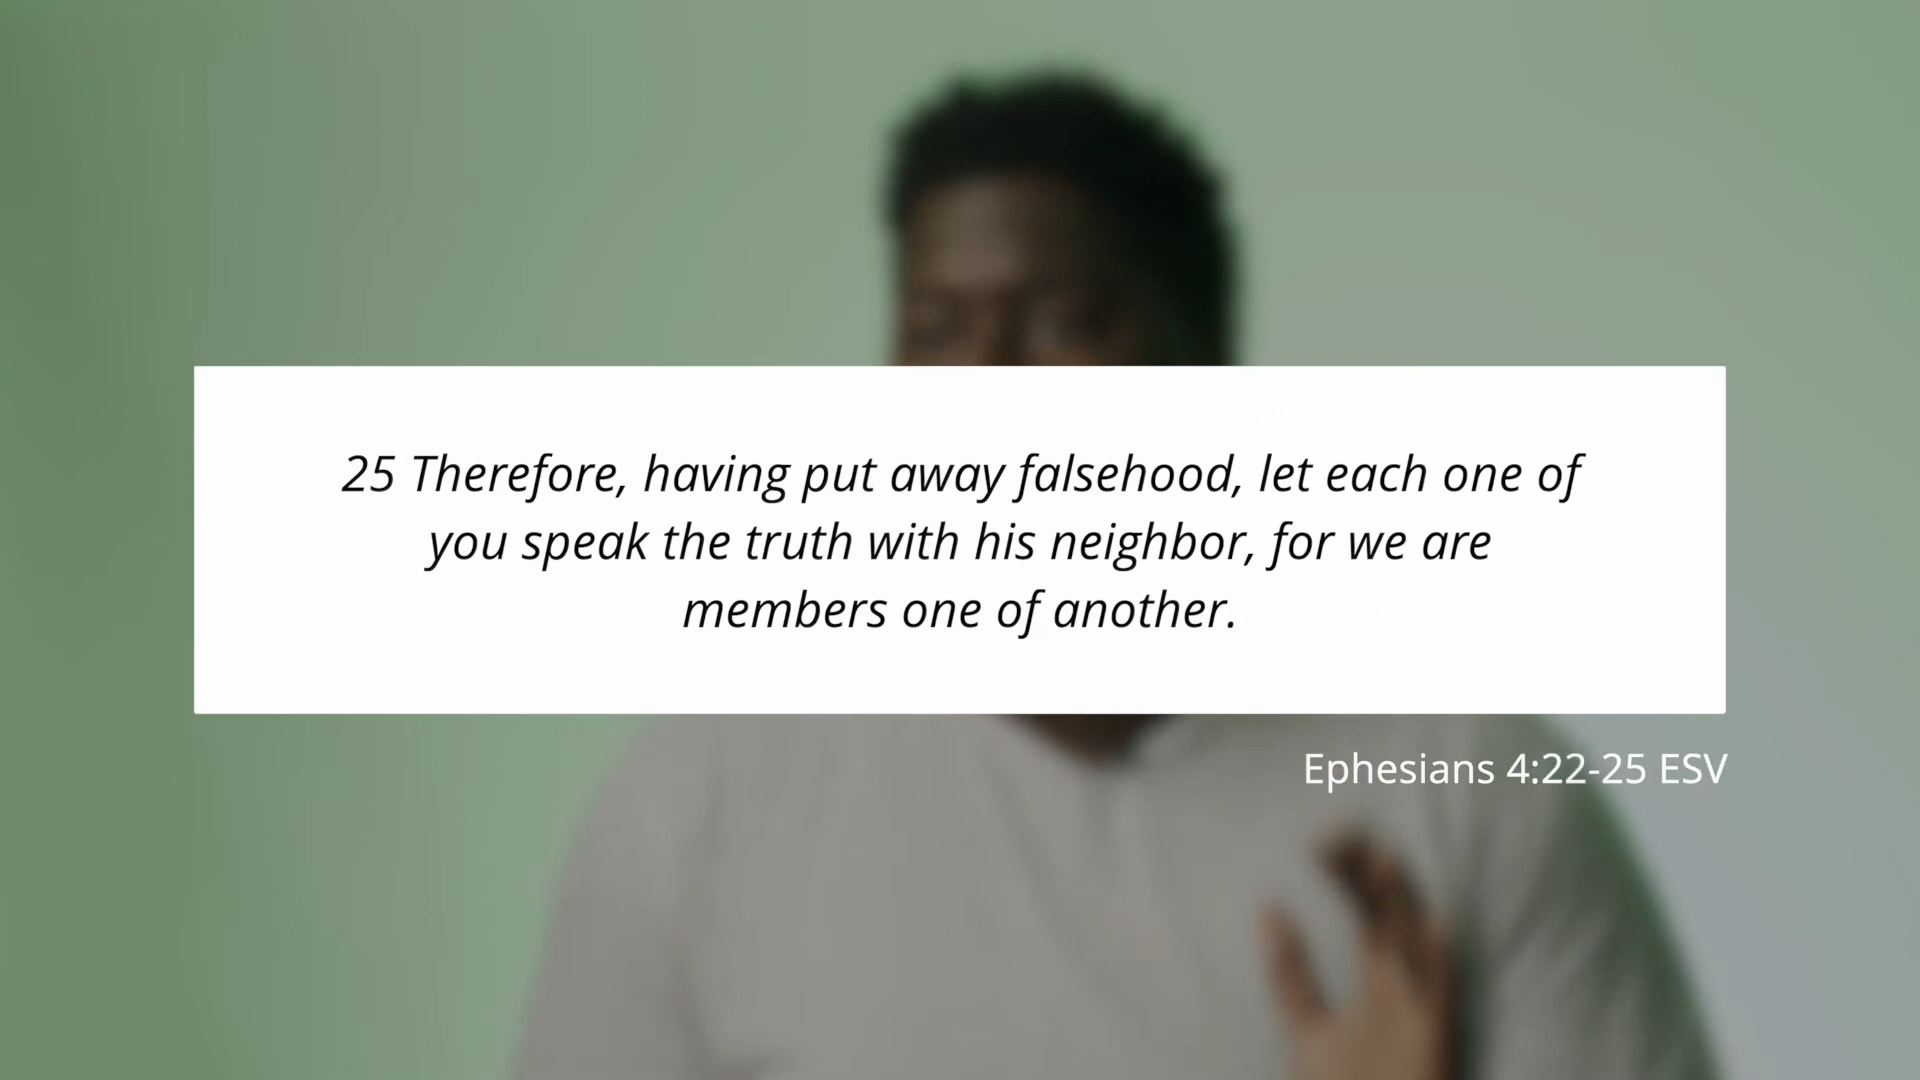 25 Therefore, having put away falsehood, let each one of
you speak the truth with his neighbor, for we are
members one of another.
Ephesians 4:22-25 ESV